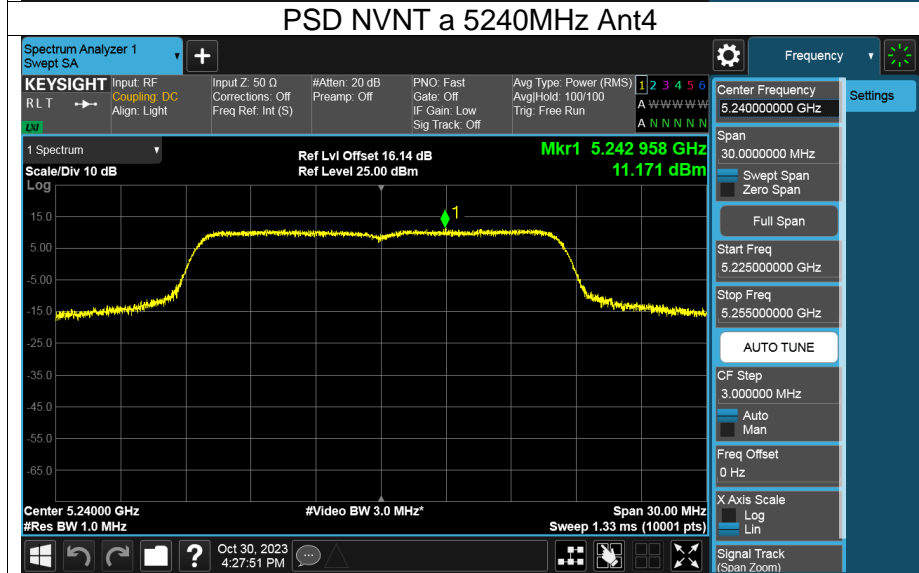 PSD NVNT a 5240MHz Ant4
Spectrum Analyzer 1
Swept SA
+
Frequency
KEYSIGHT
RLT
LXI
Input: RF
Coupling: DC
Align: Light
Input Z: 50 Ω
Corrections: Off
Freq Ref: Int (S)
#Atten: 20 dB
Preamp: Off
PNO: Fast
Gate: Off
IF Gain: Low
Sig Track: Off
Avg Type: Power (RMS)
Avg|Hold: 100/100
Trig: Free Run
1 2 3 4 5 6
A W W W W W
A N N N N N
Center Frequency
5.240000000 GHz
Settings
Span
30.0000000 MHz
Swept Span
Zero Span
Full Span
Start Freq
5.225000000 GHz
Stop Freq
5.255000000 GHz
AUTO TUNE
CF Step
3.000000 MHz
Auto
Man
Freq Offset
0 Hz
X Axis Scale
Log
Lin
Signal Track
(Span Zoom)
1 Spectrum
Scale/Div 10 dB
Log
Ref Lvl Offset 16.14 dB
Ref Level 25.00 dBm
Mkr1 5.242 958 GHz
11.171 dBm
1
15.0
5.00
-5.00
-15.0
-25.0
-35.0
-45.0
-55.0
-65.0
Center 5.24000 GHz
#Res BW 1.0 MHz
#Video BW 3.0 MHz*
Span 30.00 MHz
Sweep 1.33 ms (10001 pts)
?
Oct 30, 2023
4:27:51 PM